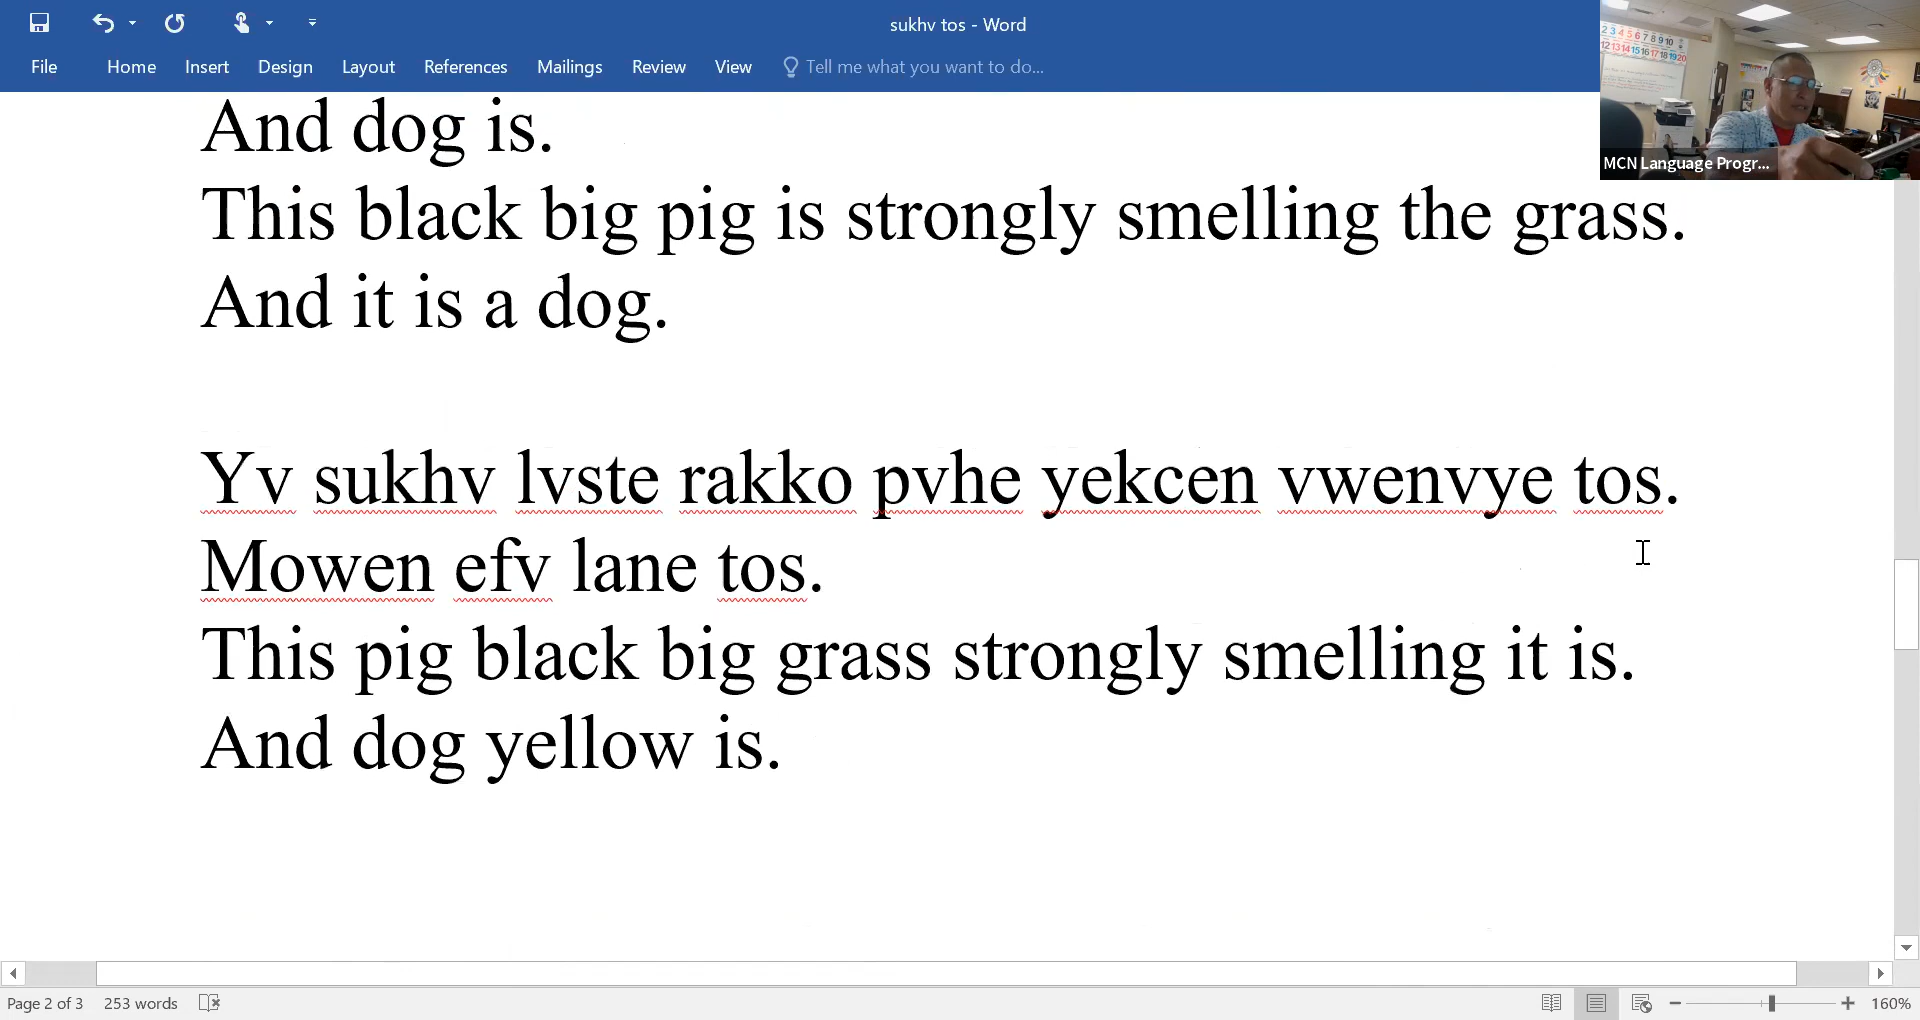 sukhv tos - Word
File Home Insert Design Layout References Mailings Review View Tell me what you want to do...
MCN Language Progr...
And dog is.
This black big pig is strongly smelling the grass.
And it is a dog.
Yv sukhv lvste rakko pvhe yekcen vwenvye tos.
Mowen efv lane tos.
This pig black big grass strongly smelling it is.
And dog yellow is.
Page 2 of 3 253 words 160%